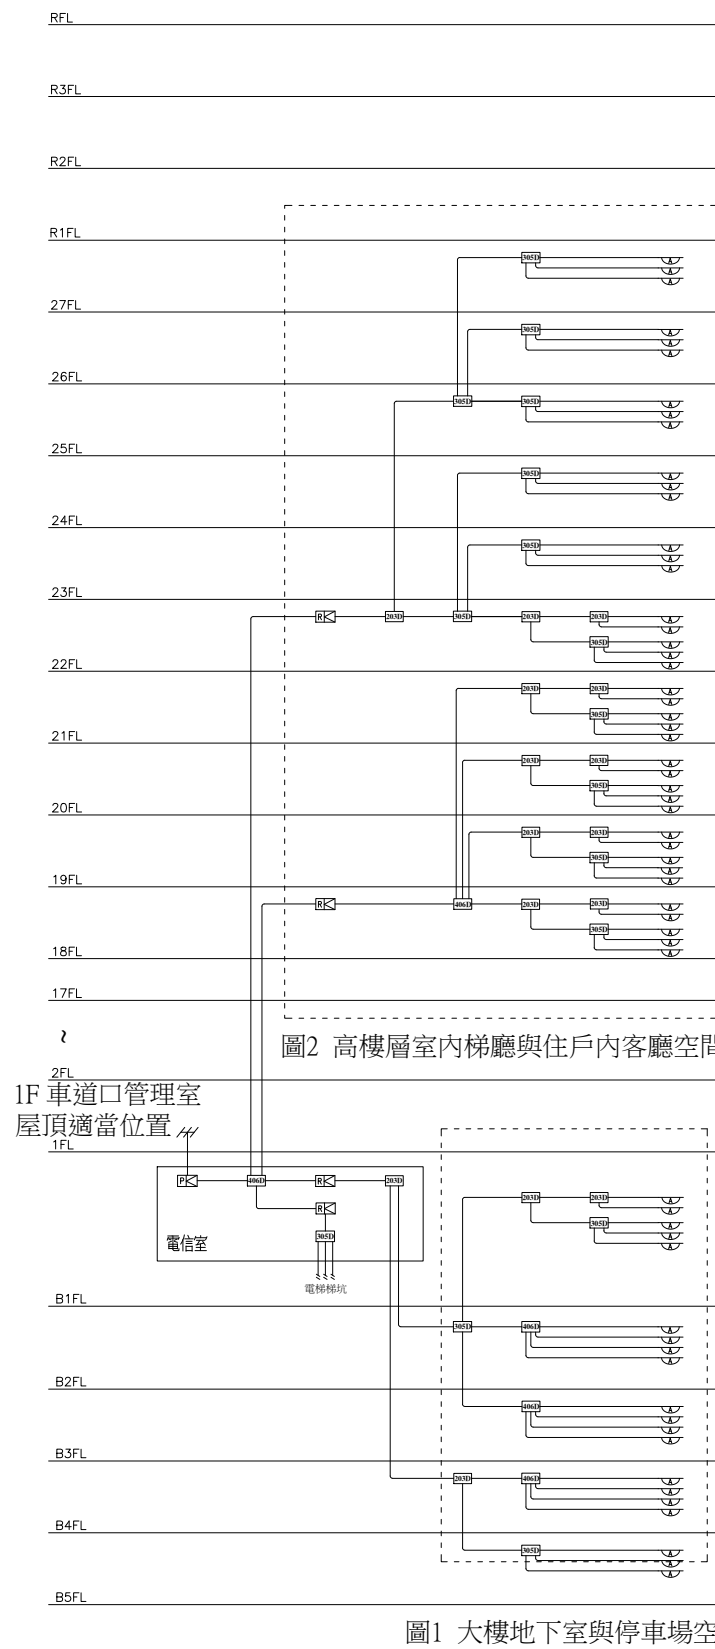 RFL
R3FL
R2FL
R1FL
305D A
A
A
27FL
305D A
A
A
26FL
305D 305D A
A
A
25FL
305D A
A
A
24FL
305D A
A
A
23FL
R 203D 305D 203D 203D A
A
305D A
A
A
22FL
203D 203D A
A
305D A
A
A
21FL
203D 203D A
A
305D A
A
A
20FL
203D 203D A
A
305D A
A
A
19FL
R 406D 203D 203D A
A
305D A
A
A
18FL
17FL
~
圖2 高樓層室內梯廳與住戶內客廳空間
2FL
1F 車道口管理室
屋頂適當位置
1FL
P 406D R 203D
R
305D
電信室
電梯梯坑
203D 203D A
A
305D A
A
A
B1FL
305D 406D A
A
A
A
B2FL
406D A
A
A
A
B3FL
203D 406D A
A
A
A
B4FL
305D A
A
A
B5FL
圖1 大樓地下室與停車場空